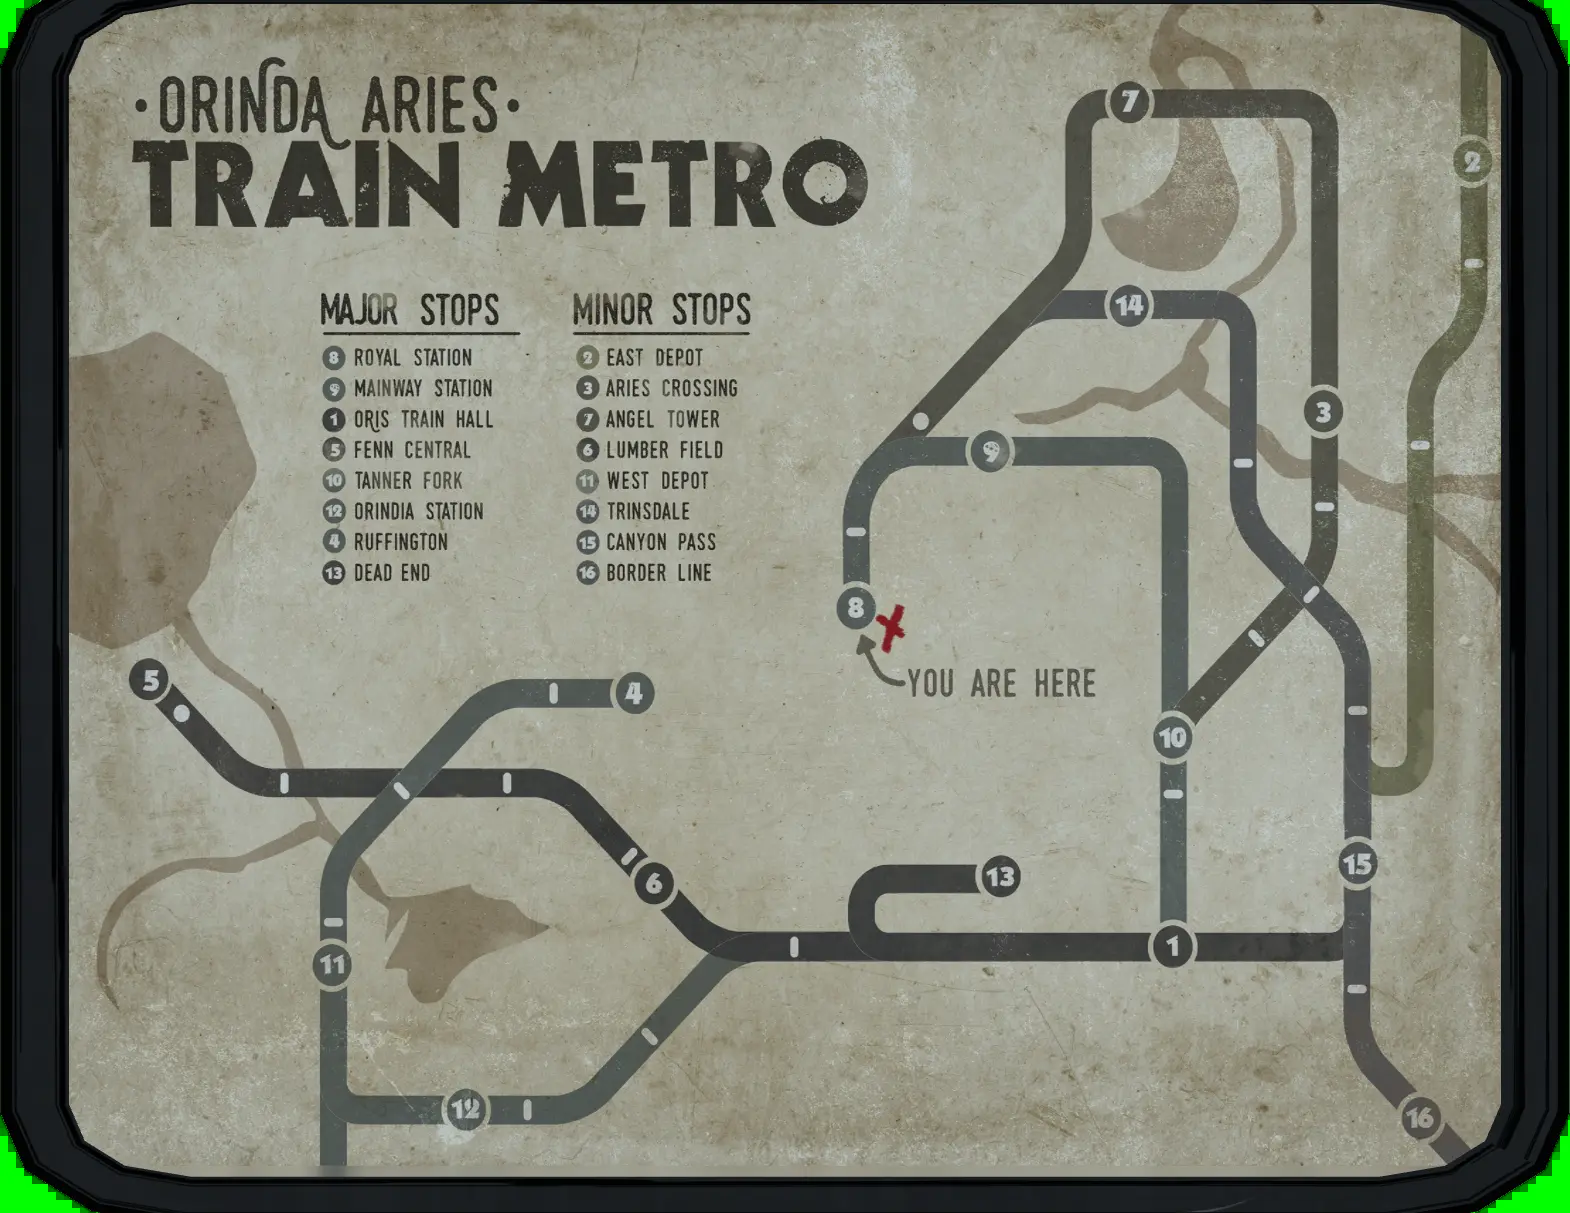 ·ORINDA ARIES·
TRAIN METRO
MAJOR STOPS
8 ROYAL STATION
9 MAINWAY STATION
1 ORIS TRAIN HALL
5 FENN CENTRAL
10 TANNER FORK
12 ORINDIA STATION
4 RUFFINGTON
13 DEAD END
MINOR STOPS
2 EAST DEPOT
3 ARIES CROSSING
7 ANGEL TOWER
6 LUMBER FIELD
11 WEST DEPOT
14 TRINSDALE
15 CANYON PASS
16 BORDER LINE
7
2
14
3
9
8
YOU ARE HERE
5
4
10
15
6
13
1
11
12
16